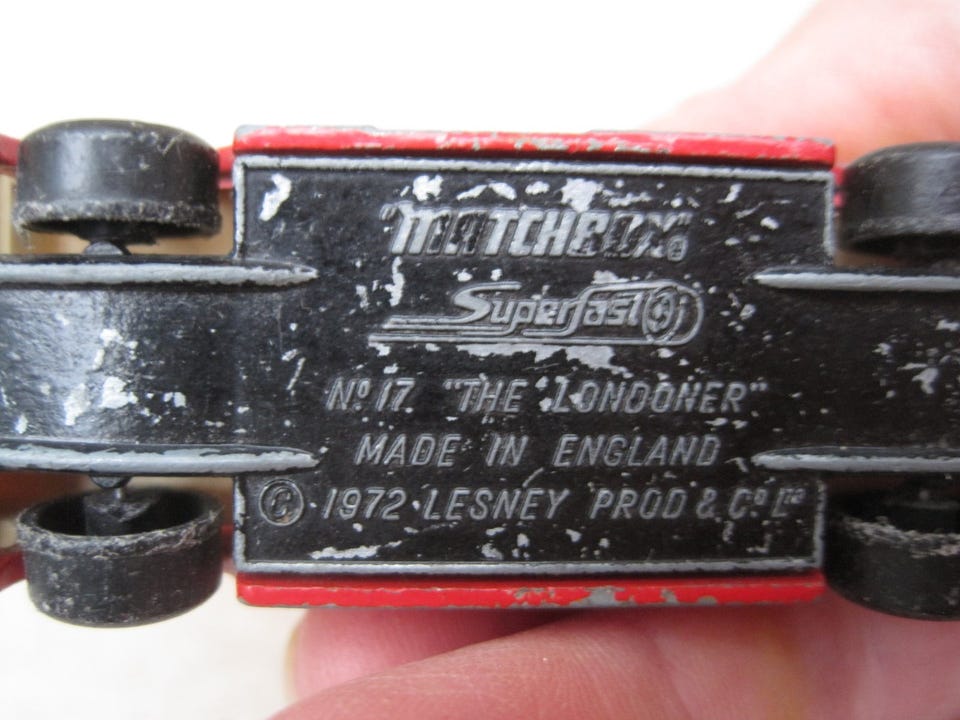 "MATCHBOX"®
Superfast
Nº 17 "THE LONDONER"
MADE IN ENGLAND
© 1972 LESNEY PROD & Cº Lᵀᴰ